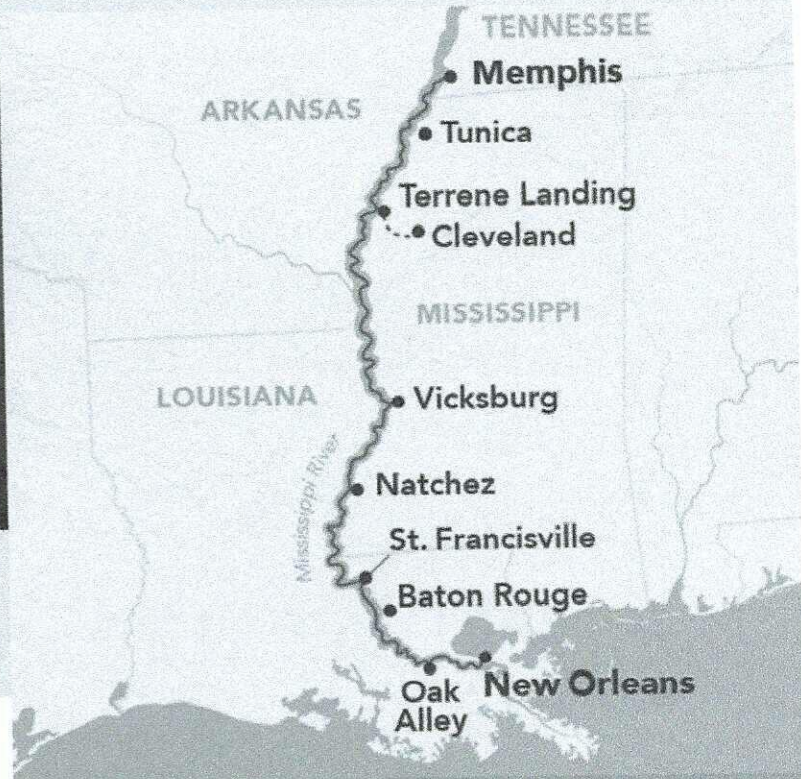 TENNESSEE
Memphis
ARKANSAS
Tunica
Terrene Landing
Cleveland
MISSISSIPPI
LOUISIANA
Vicksburg
Mississippi River
Natchez
St. Francisville
Baton Rouge
New Orleans
Oak
Alley